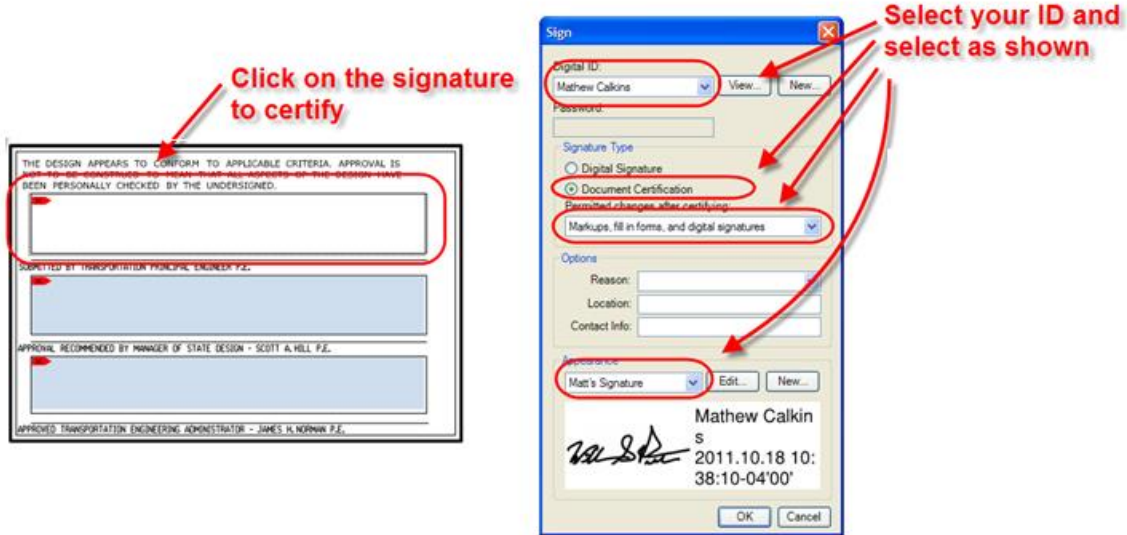 Click on the signature
to certify
THE DESIGN APPEARS TO CONFORM TO APPLICABLE CRITERIA. APPROVAL IS
NOT TO BE CONSTRUED TO MEAN THAT ALL ASPECTS OF THE DESIGN HAVE
BEEN PERSONALLY CHECKED BY THE UNDERSIGNED.
SUBMITTED BY TRANSPORTATION PRINCIPAL ENGINEER P.E.
APPROVAL RECOMMENDED BY MANAGER OF STATE DESIGN - SCOTT A. HILL P.E.
APPROVED TRANSPORTATION ENGINEERING ADMINISTRATOR - JAMES H. NORMAN P.E.
Select your ID and
select as shown
Sign
Digital ID:
Mathew Calkins View... New...
Password:
Signature Type
Digital Signature
Document Certification
Permitted changes after certifying:
Markups, fill in forms, and digital signatures
Options
Reason:
Location:
Contact Info:
Appearance
Matt's Signature Edit... New...
Mathew Calkin
s
2011.10.18 10:
38:10-04'00'
OK Cancel